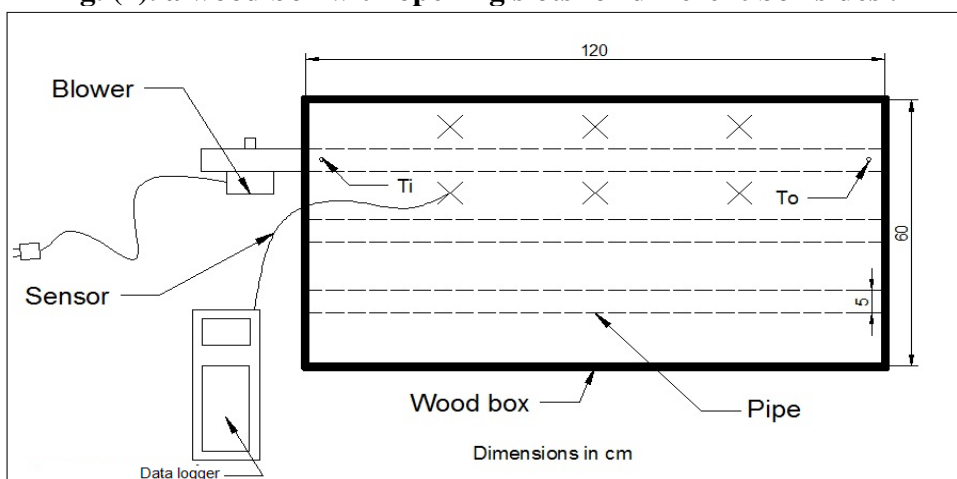 120
Blower
Ti
To
60
Sensor
5
Wood box
Pipe
Dimensions in cm
Data logger